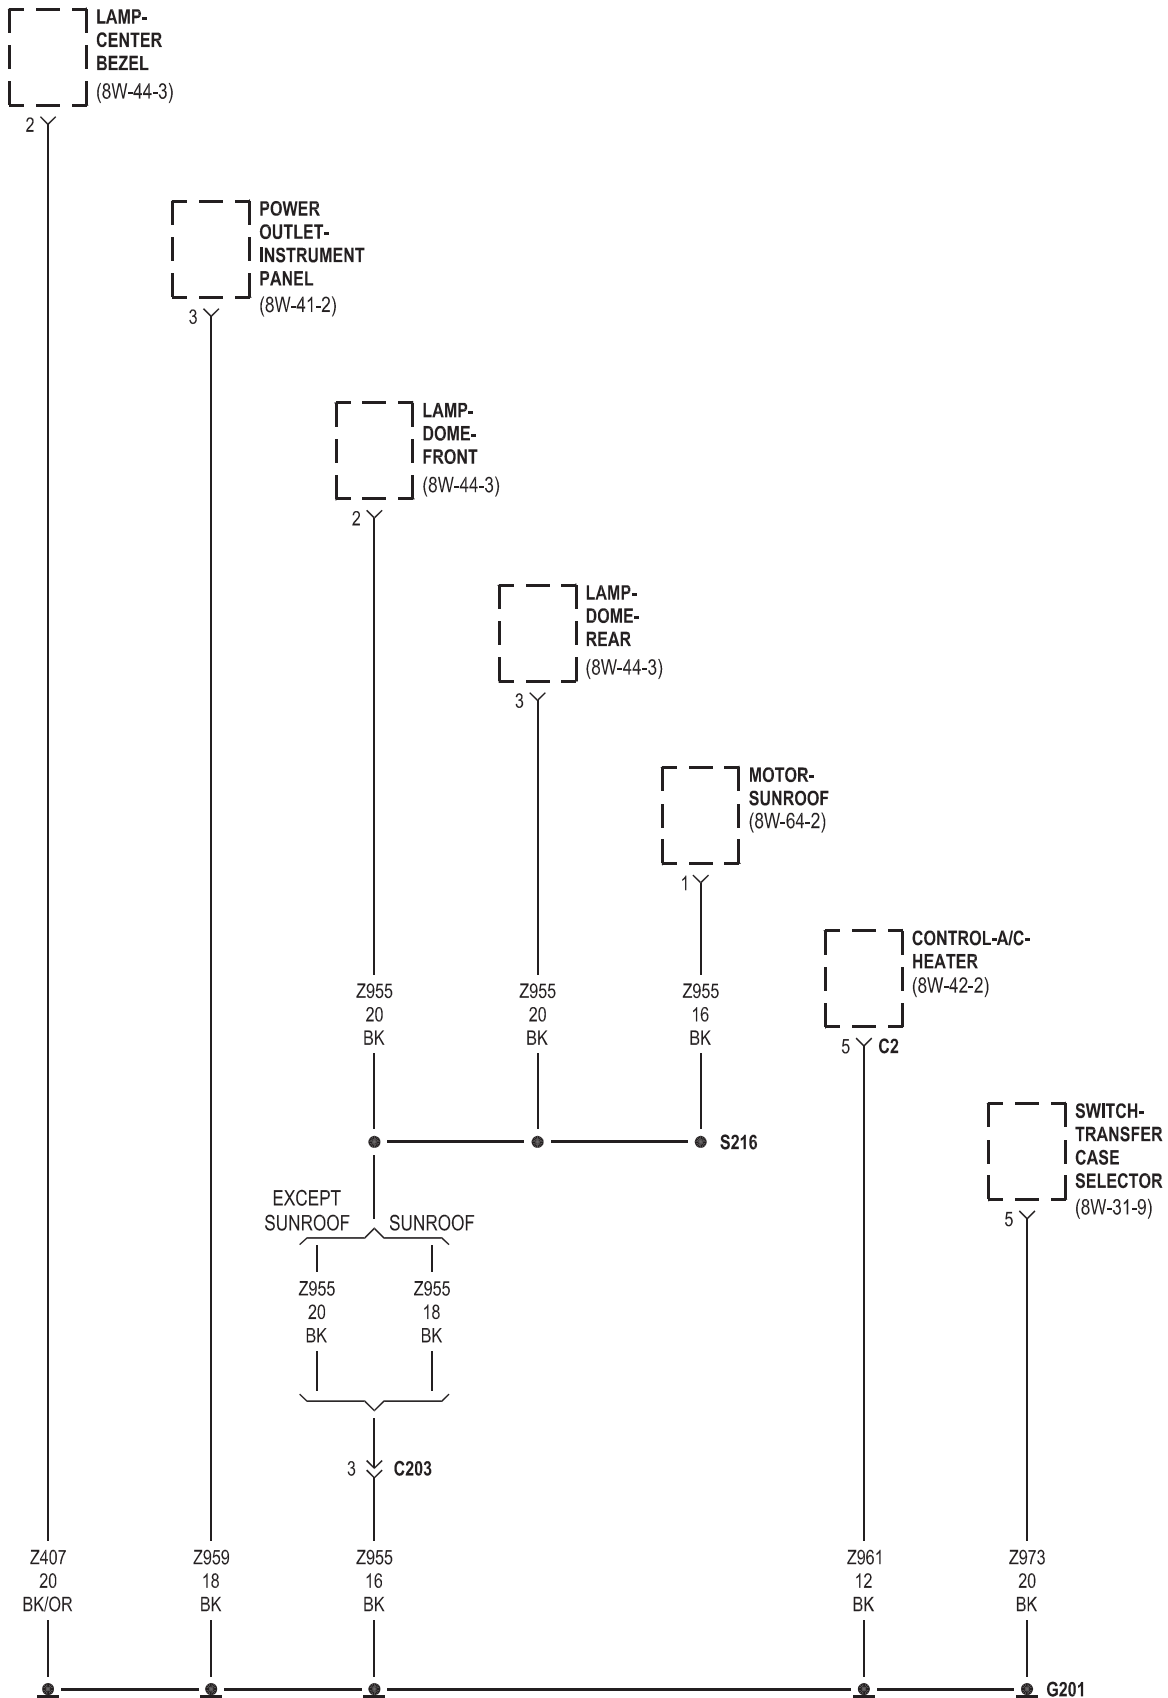 LAMP-
CENTER
BEZEL
(8W-44-3)
2
POWER
OUTLET-
INSTRUMENT
PANEL
(8W-41-2)
3
LAMP-
DOME-
FRONT
(8W-44-3)
2
LAMP-
DOME-
REAR
(8W-44-3)
3
MOTOR-
SUNROOF
(8W-64-2)
1
CONTROL-A/C-
HEATER
(8W-42-2)
5 C2
SWITCH-
TRANSFER
CASE
SELECTOR
(8W-31-9)
5
Z955
20
BK
Z955
20
BK
Z955
16
BK
S216
EXCEPT
SUNROOF
SUNROOF
Z955
20
BK
Z955
18
BK
3 C203
Z407
20
BK/OR
Z959
18
BK
Z955
16
BK
Z961
12
BK
Z973
20
BK
G201